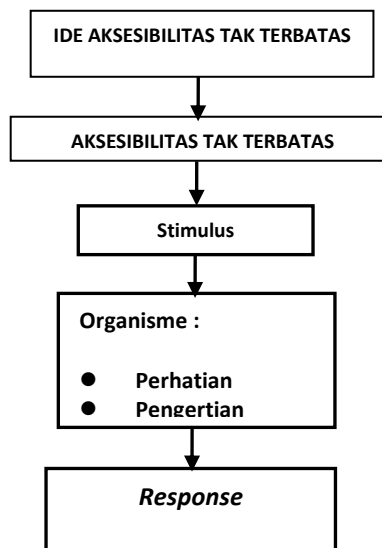 IDE AKSESIBILITAS TAK TERBATAS
AKSESIBILITAS TAK TERBATAS
Stimulus
Organisme :
● Perhatian
● Pengertian
Response